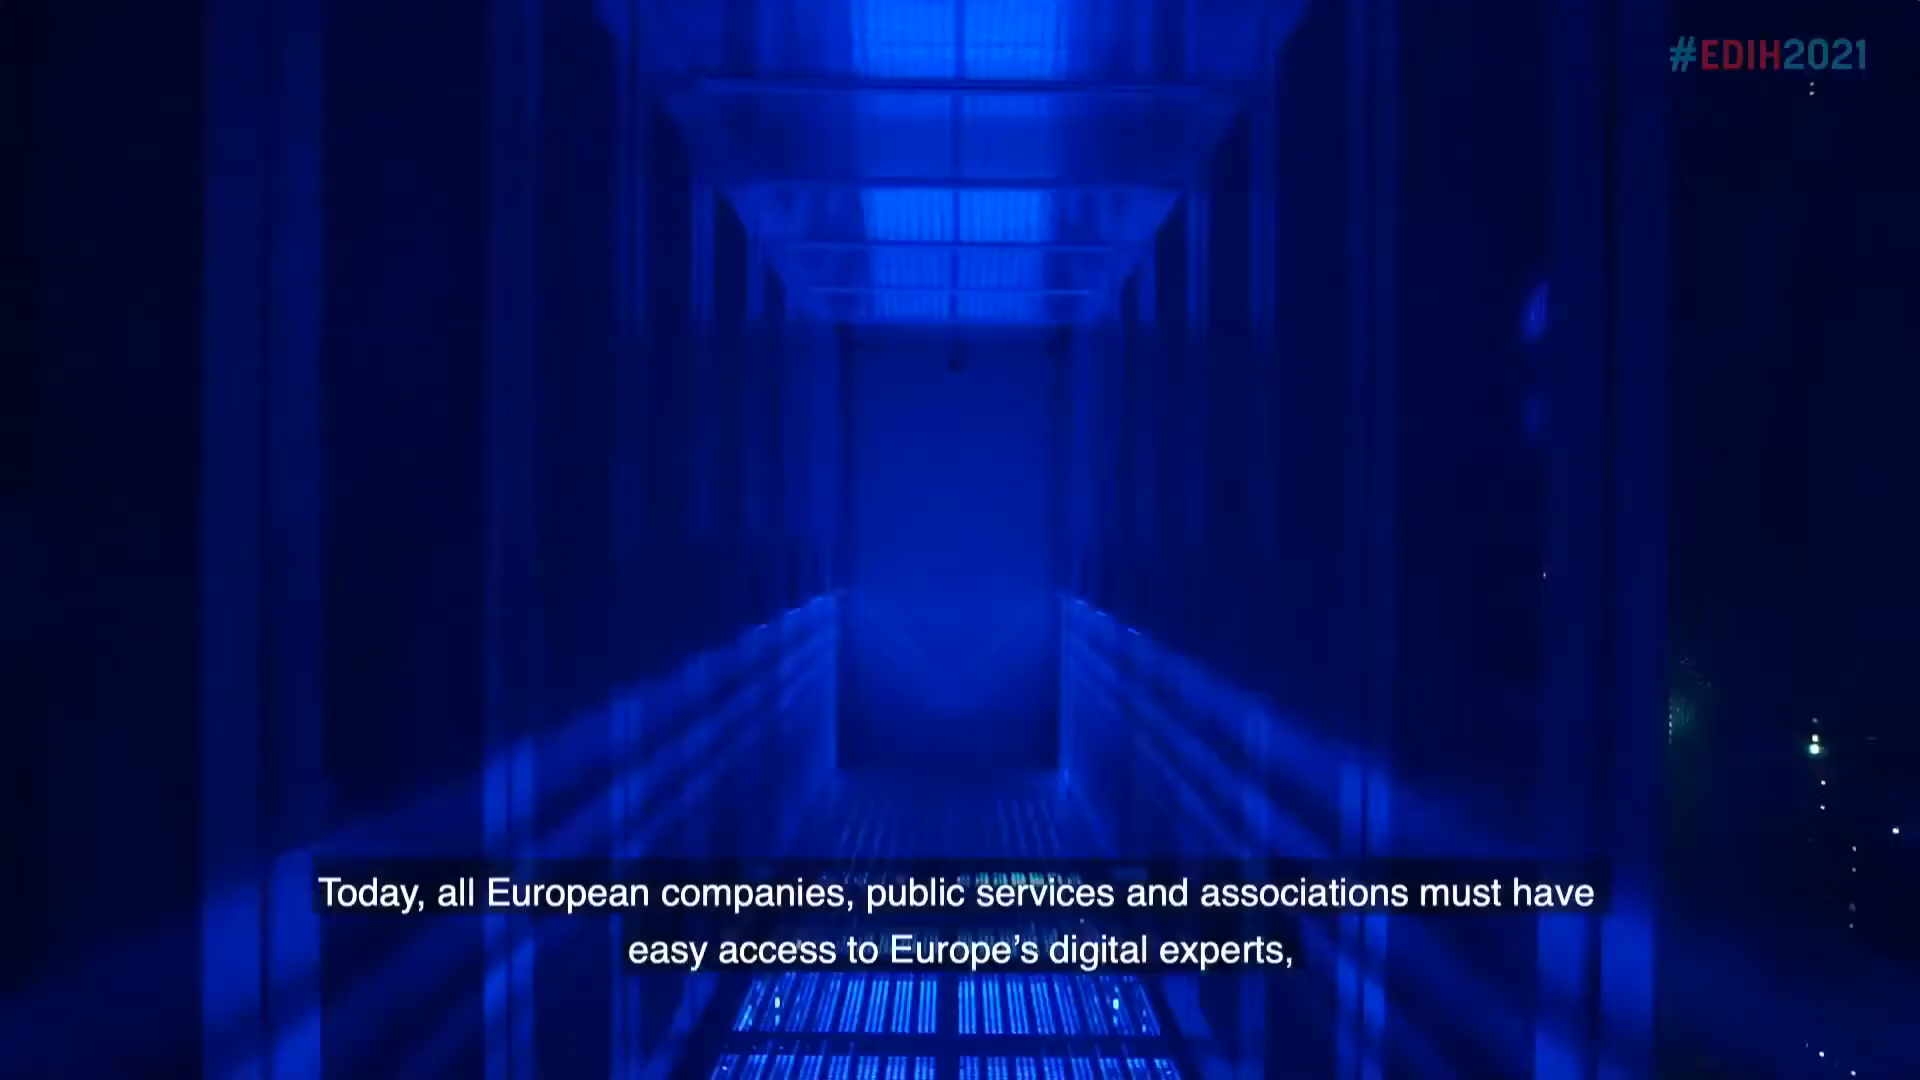 #EDIH2021
Today, all European companies, public services and associations must have
easy access to Europe’s digital experts,